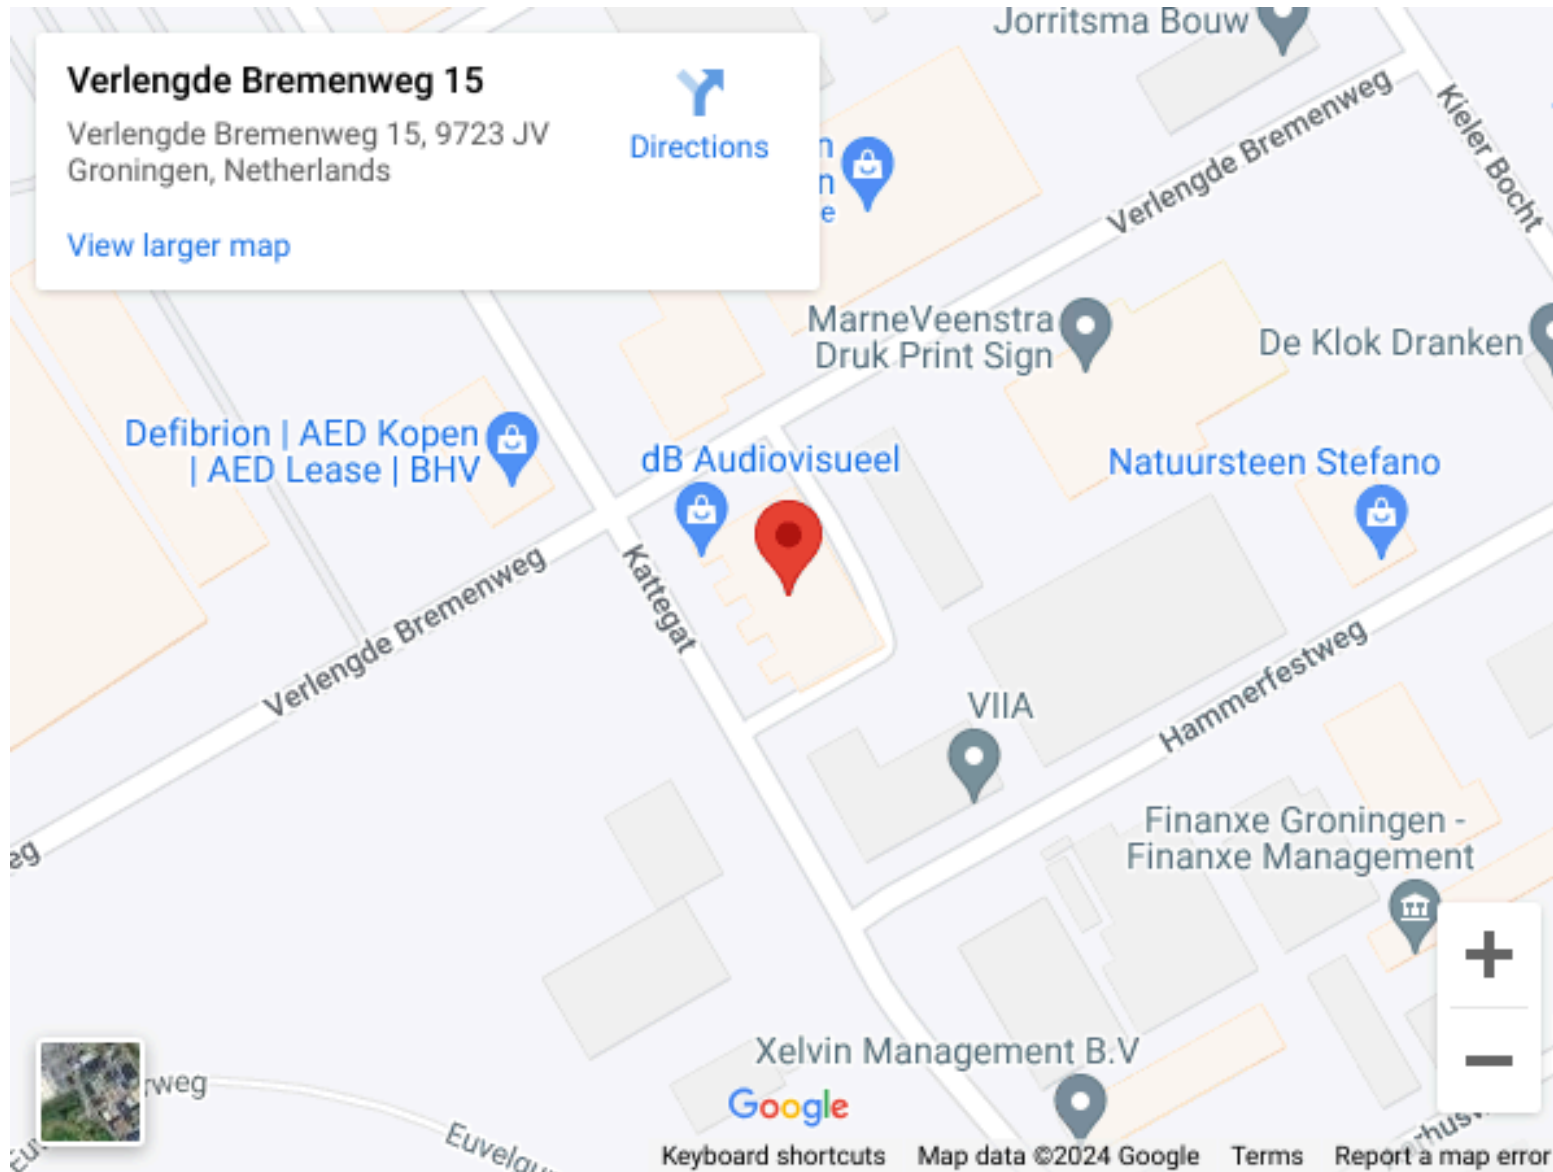 Jorritsma Bouw
Verlengde Bremenweg 15
Verlengde Bremenweg 15, 9723 JV
Groningen, Netherlands
Directions
View larger map
Verlengde Bremenweg
Kieler Bocht
MarneVeenstra
Druk Print Sign
De Klok Dranken
Defibrion | AED Kopen
| AED Lease | BHV
dB Audiovisueel
Natuursteen Stefano
Verlengde Bremenweg
Kattegat
Hammerfestweg
VIIA
Finanxe Groningen -
Finanxe Management
Xelvin Management B.V
Google
Keyboard shortcuts
Map data ©2024 Google
Terms
Report a map error